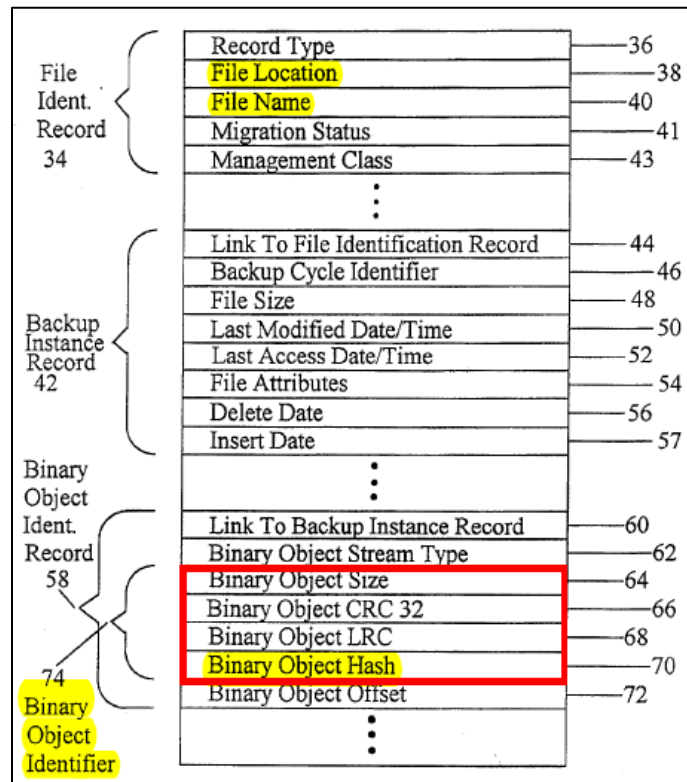 File
Ident.
Record
34
Record Type 36
File Location 38
File Name 40
Migration Status 41
Management Class 43
Backup
Instance
Record
42
Link To File Identification Record 44
Backup Cycle Identifier 46
File Size 48
Last Modified Date/Time 50
Last Access Date/Time 52
File Attributes 54
Delete Date 56
Insert Date 57
Binary
Object
Ident.
Record
58
Link To Backup Instance Record 60
Binary Object Stream Type 62
Binary Object Size 64
Binary Object CRC 32 66
Binary Object LRC 68
Binary Object Hash 70
Binary Object Offset 72
74
Binary
Object
Identifier